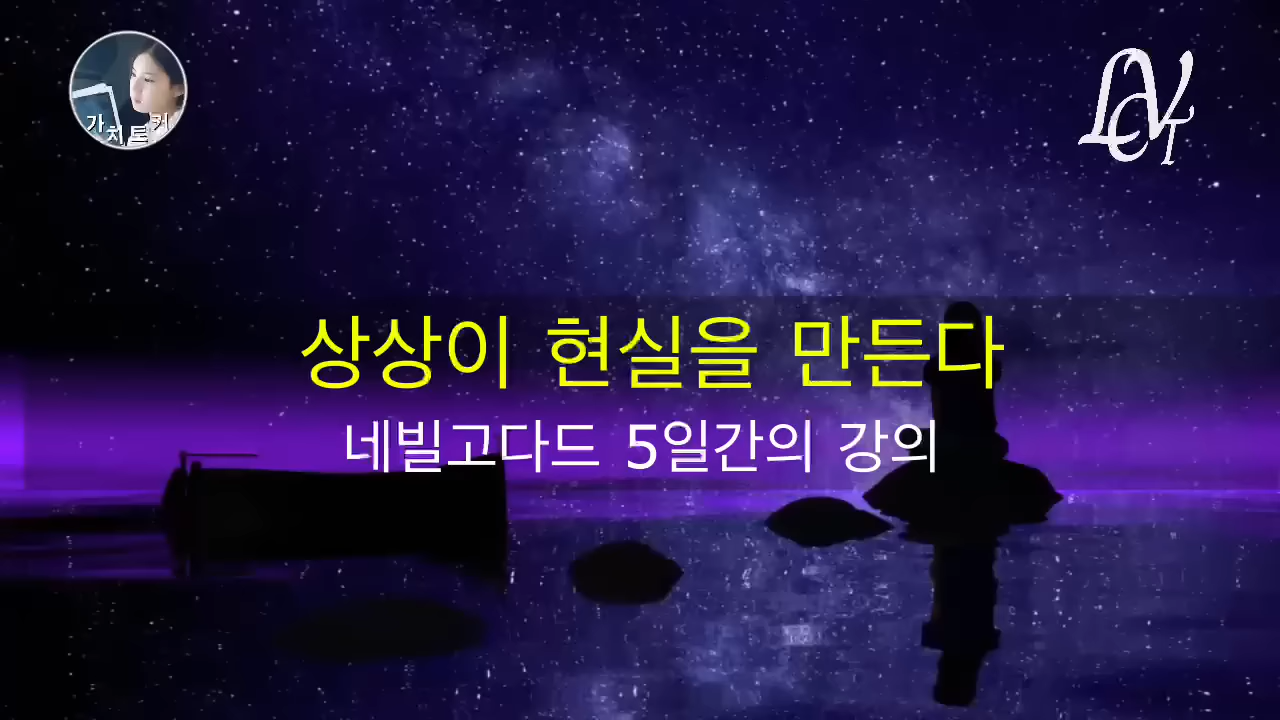 가치토커
상상이 현실을 만든다
네빌고다드 5일간의 강의